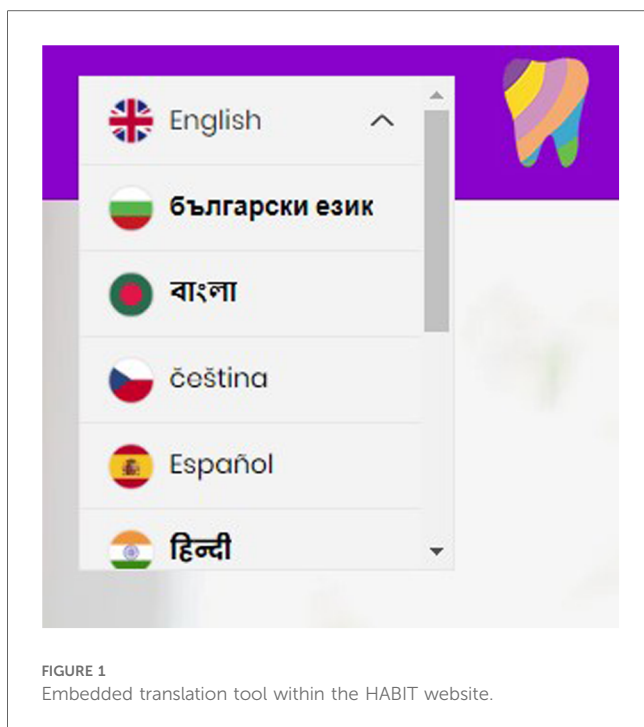 English
български език
বাংলা
čeština
Español
हिन्दी
FIGURE 1
Embedded translation tool within the HABIT website.